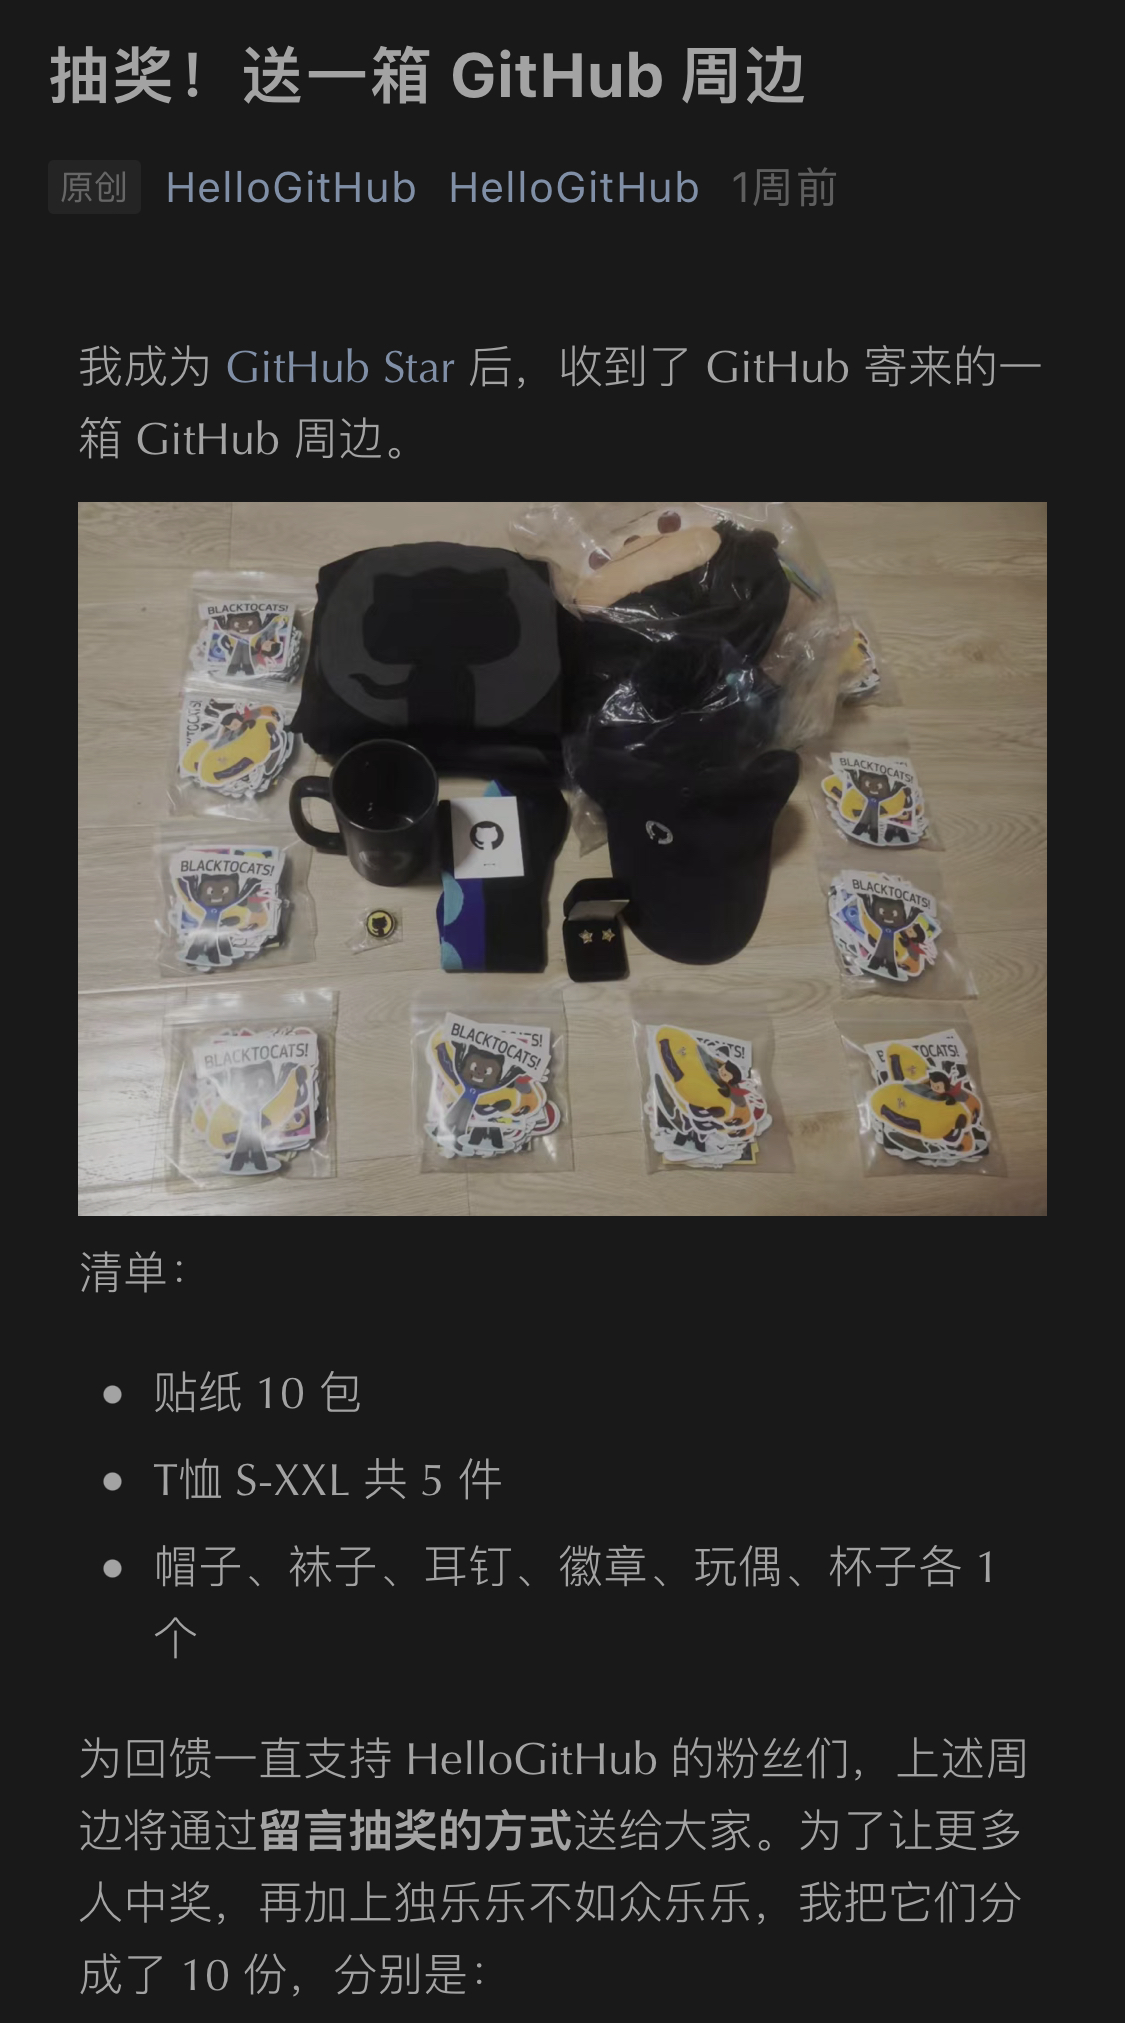 抽奖！送一箱 GitHub 周边
原创 HelloGitHub HelloGitHub 1周前
我成为 GitHub Star 后，收到了 GitHub 寄来的一
箱 GitHub 周边。
BLACKTOCATS!
BLACKTOCATS!
BLACKTOCATS!
BLACKTOCATS!
BLACKTOCATS!
BLACKTOCATS!
BLACKTOCATS!
清单：
• 贴纸 10 包
• T恤 S-XXL 共 5 件
• 帽子、袜子、耳钉、徽章、玩偶、杯子各 1
个
为回馈一直支持 HelloGitHub 的粉丝们，上述周
边将通过留言抽奖的方式送给大家。为了让更多
人中奖，再加上独乐乐不如众乐乐，我把它们分
成了 10 份，分别是：